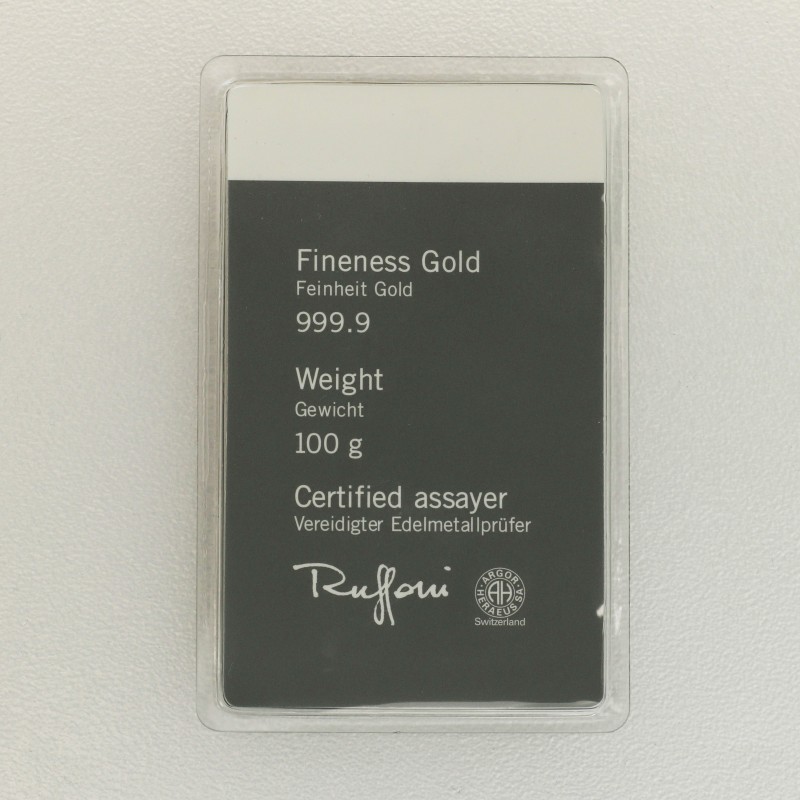 Fineness Gold
Feinheit Gold
999.9
Weight
Gewicht
100 g
Certified assayer
Vereidigter Edelmetallprüfer
Ruffoni
ARGOR · HERAEUS SA ·
AH
Switzerland